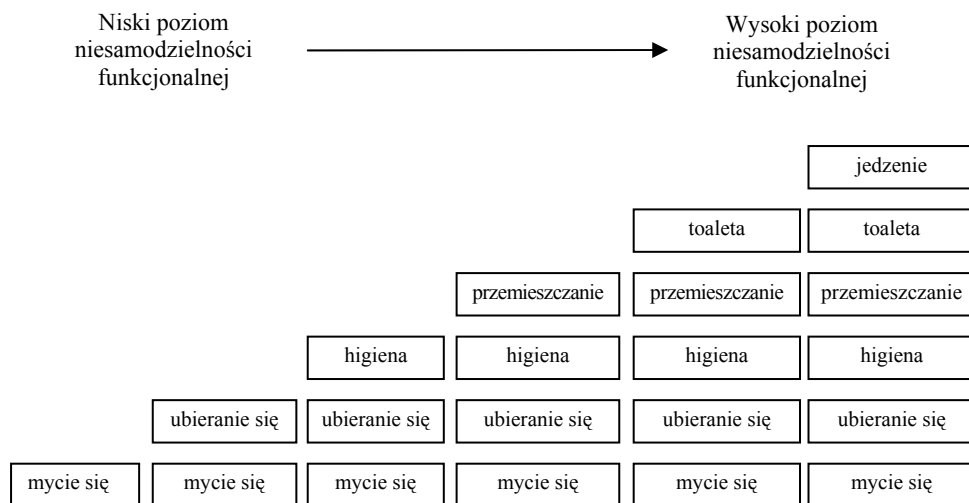 Niski poziom
niesamodzielności
funkcjonalnej
Wysoki poziom
niesamodzielności
funkcjonalnej
jedzenie
toaleta toaleta
przemieszczanie przemieszczanie przemieszczanie
higiena higiena higiena higiena
ubieranie się ubieranie się ubieranie się ubieranie się ubieranie się
mycie się mycie się mycie się mycie się mycie się mycie się